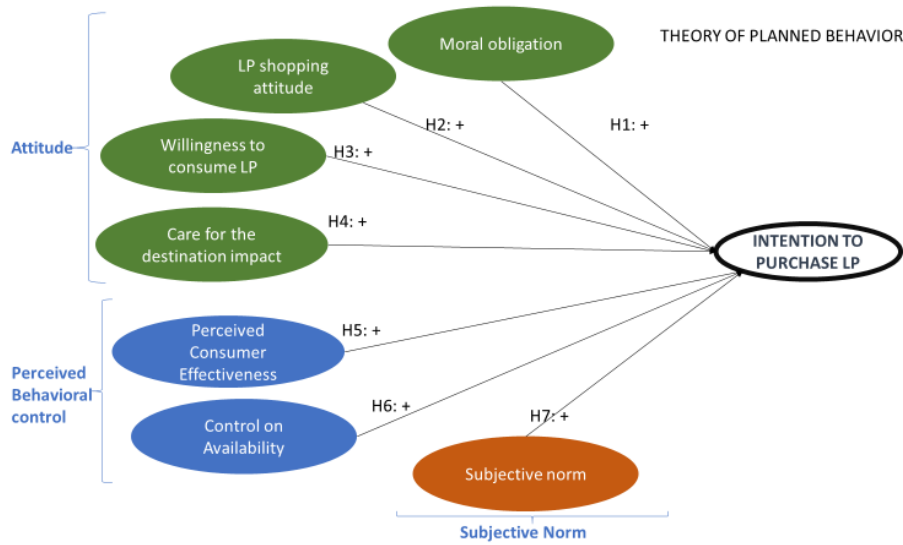 THEORY OF PLANNED BEHAVIOR
Moral obligation
LP shopping
attitude
H1: +
H2: +
Attitude
Willingness to
consume LP
H3: +
Care for the
destination impact
H4: +
INTENTION TO
PURCHASE LP
Perceived
Behavioral
control
Perceived
Consumer
Effectiveness
H5: +
Control on
Availability
H6: +
H7: +
Subjective norm
Subjective Norm